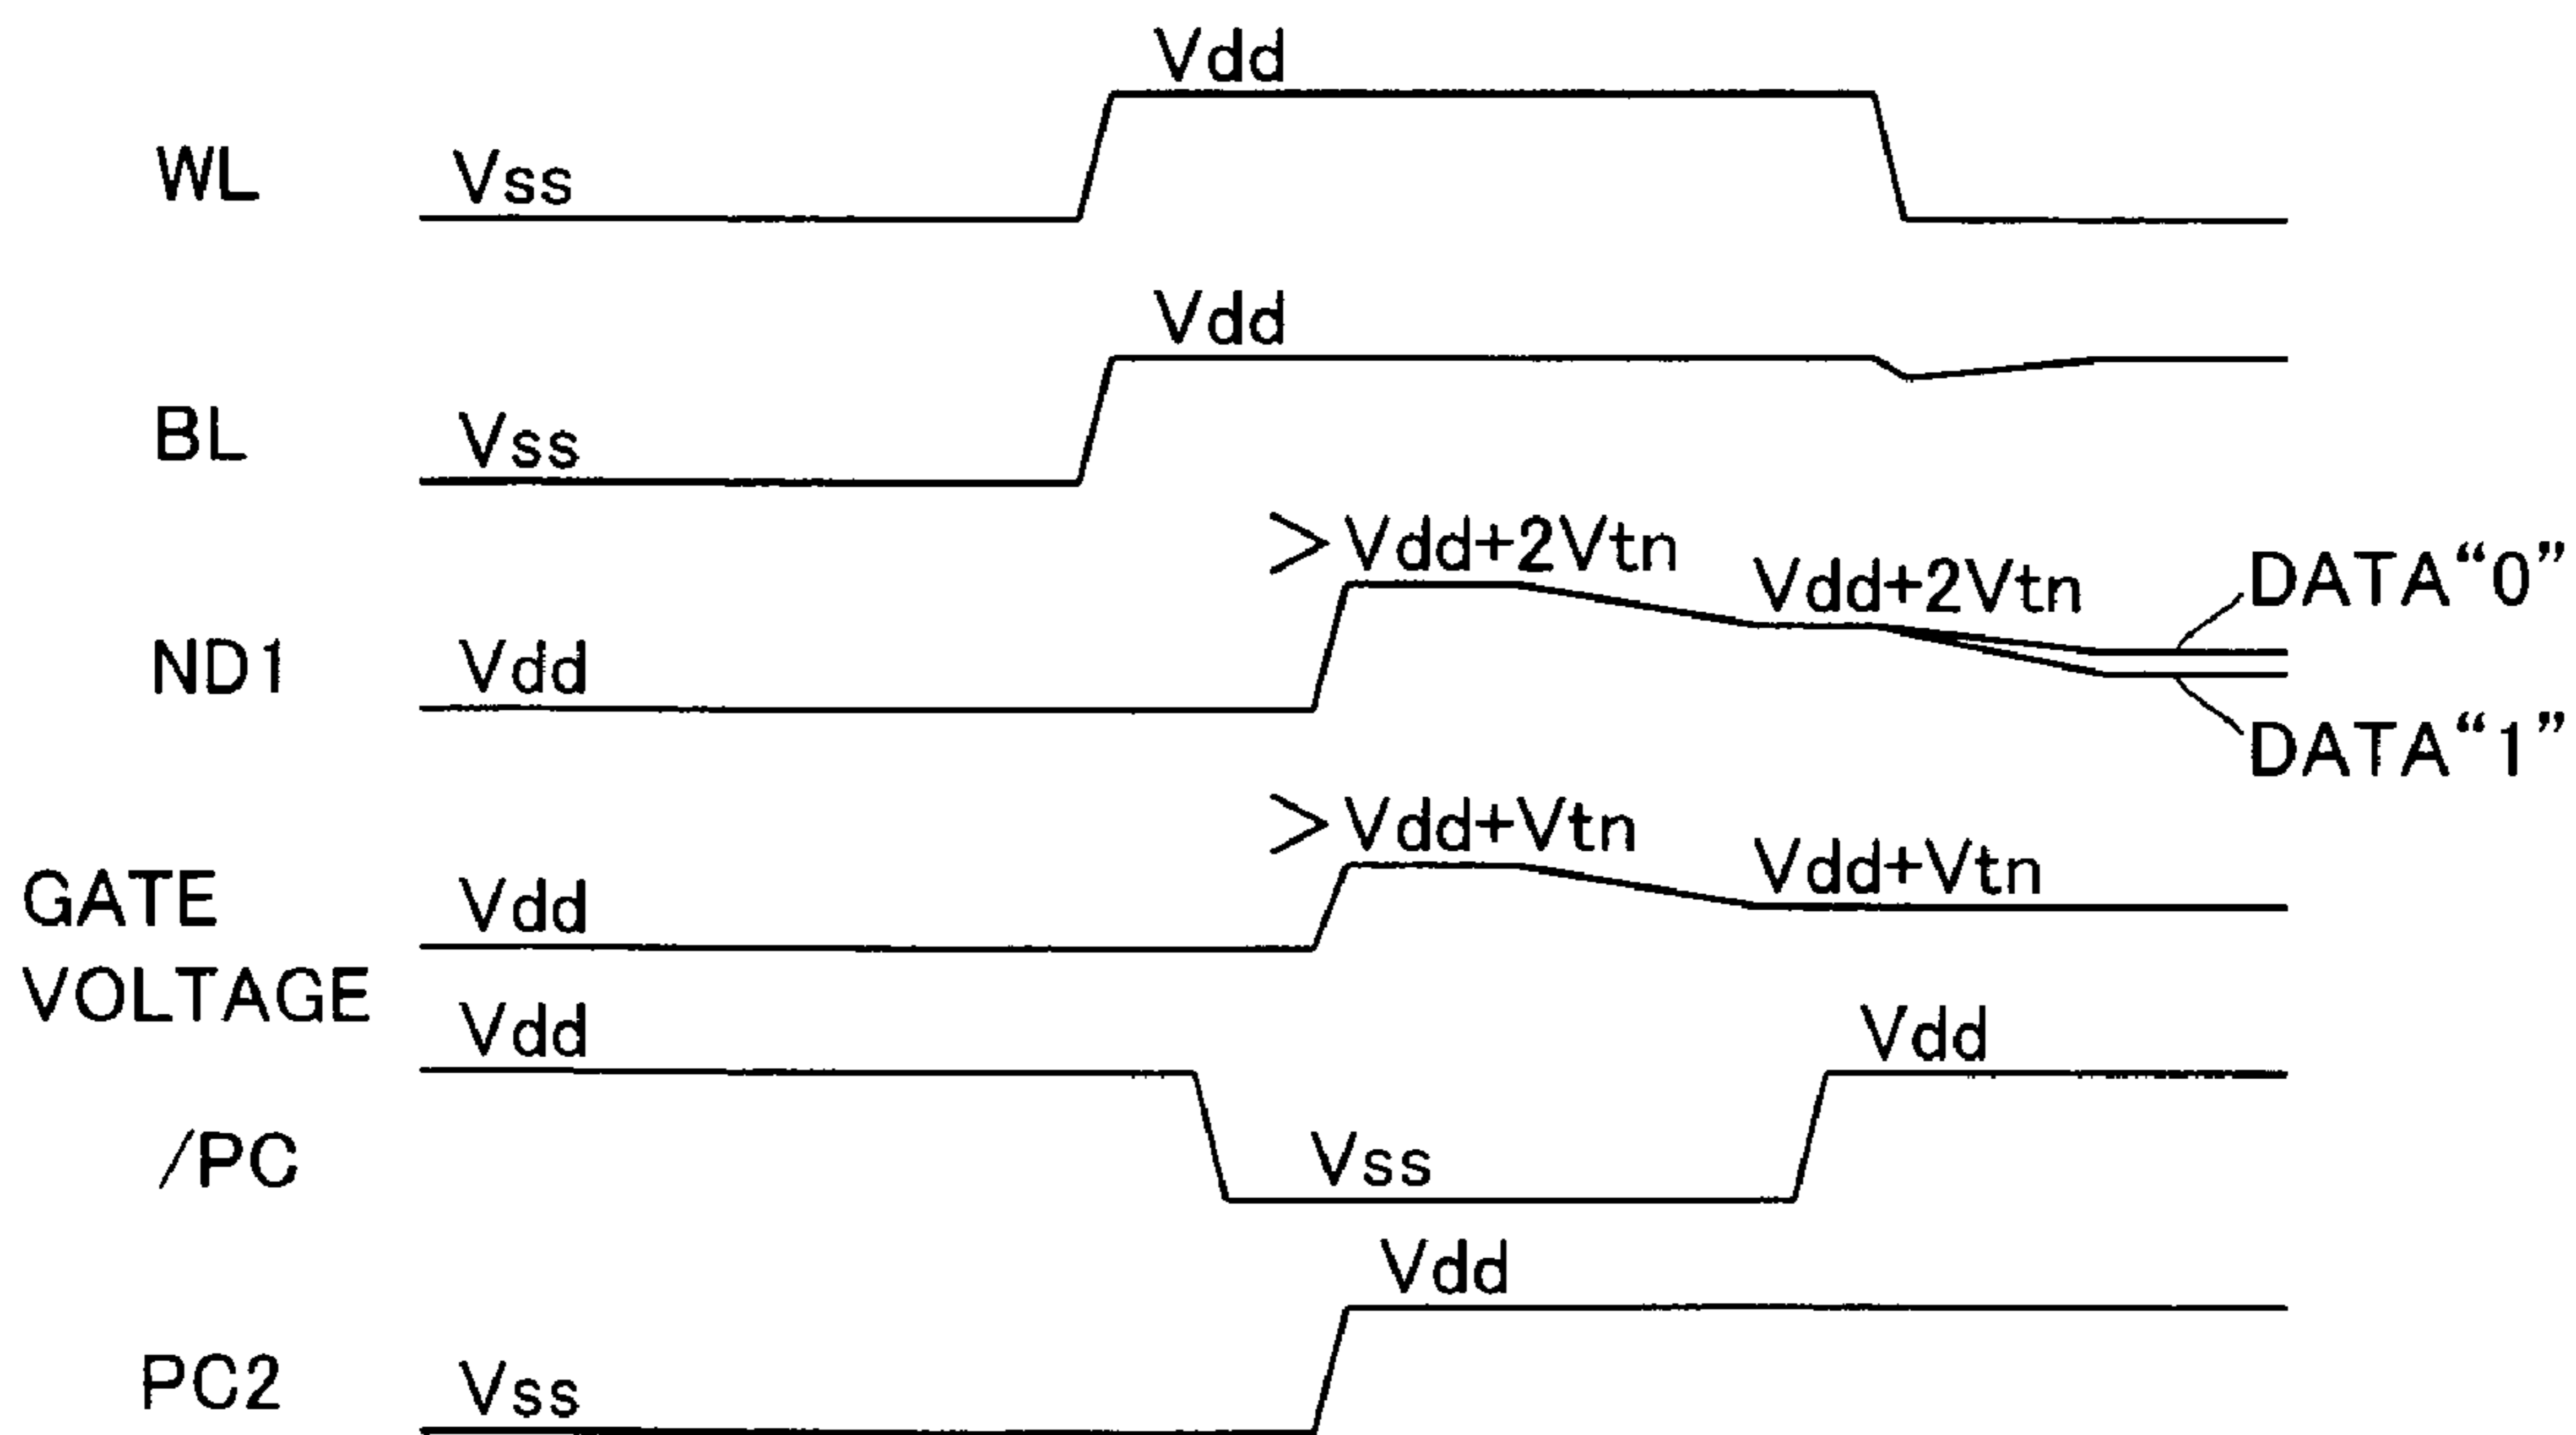 Vdd
WL Vss
Vdd
BL Vss
>Vdd+2Vtn Vdd+2Vtn DATA“0”
ND1 Vdd
DATA“1”
>Vdd+Vtn Vdd+Vtn
GATE Vdd
VOLTAGE Vdd Vdd
/PC Vss
Vdd
PC2 Vss